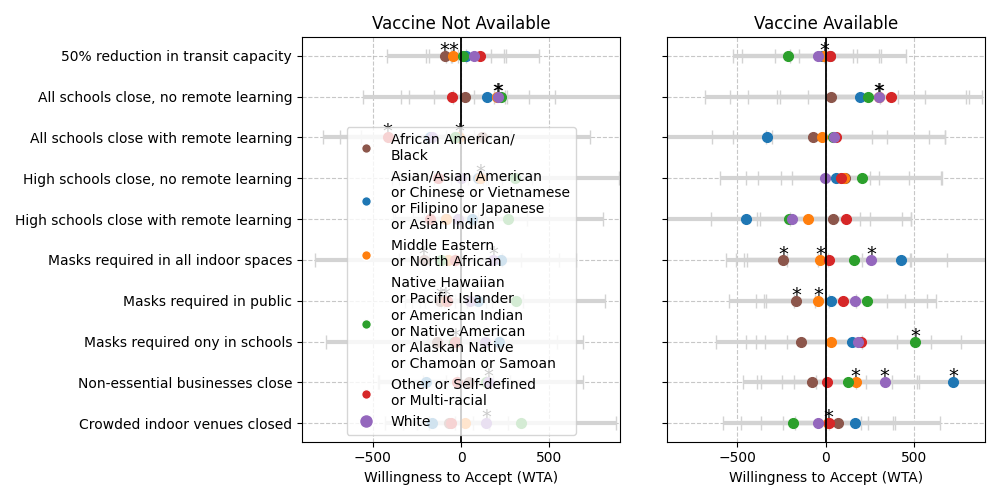 Vaccine Not Available
Vaccine Available
50% reduction in transit capacity
All schools close, no remote learning
All schools close with remote learning
High schools close, no remote learning
High schools close with remote learning
Masks required in all indoor spaces
Masks required in public
Masks required ony in schools
Non-essential businesses close
Crowded indoor venues closed
African American/
Black
Asian/Asian American
or Chinese or Vietnamese
or Filipino or Japanese
or Asian Indian
Middle Eastern
or North African
Native Hawaiian
or Pacific Islander
or American Indian
or Native American
or Alaskan Native
or Chamoan or Samoan
Other or Self-defined
or Multi-racial
White
−500 0 500
−500 0 500
Willingness to Accept (WTA)
Willingness to Accept (WTA)